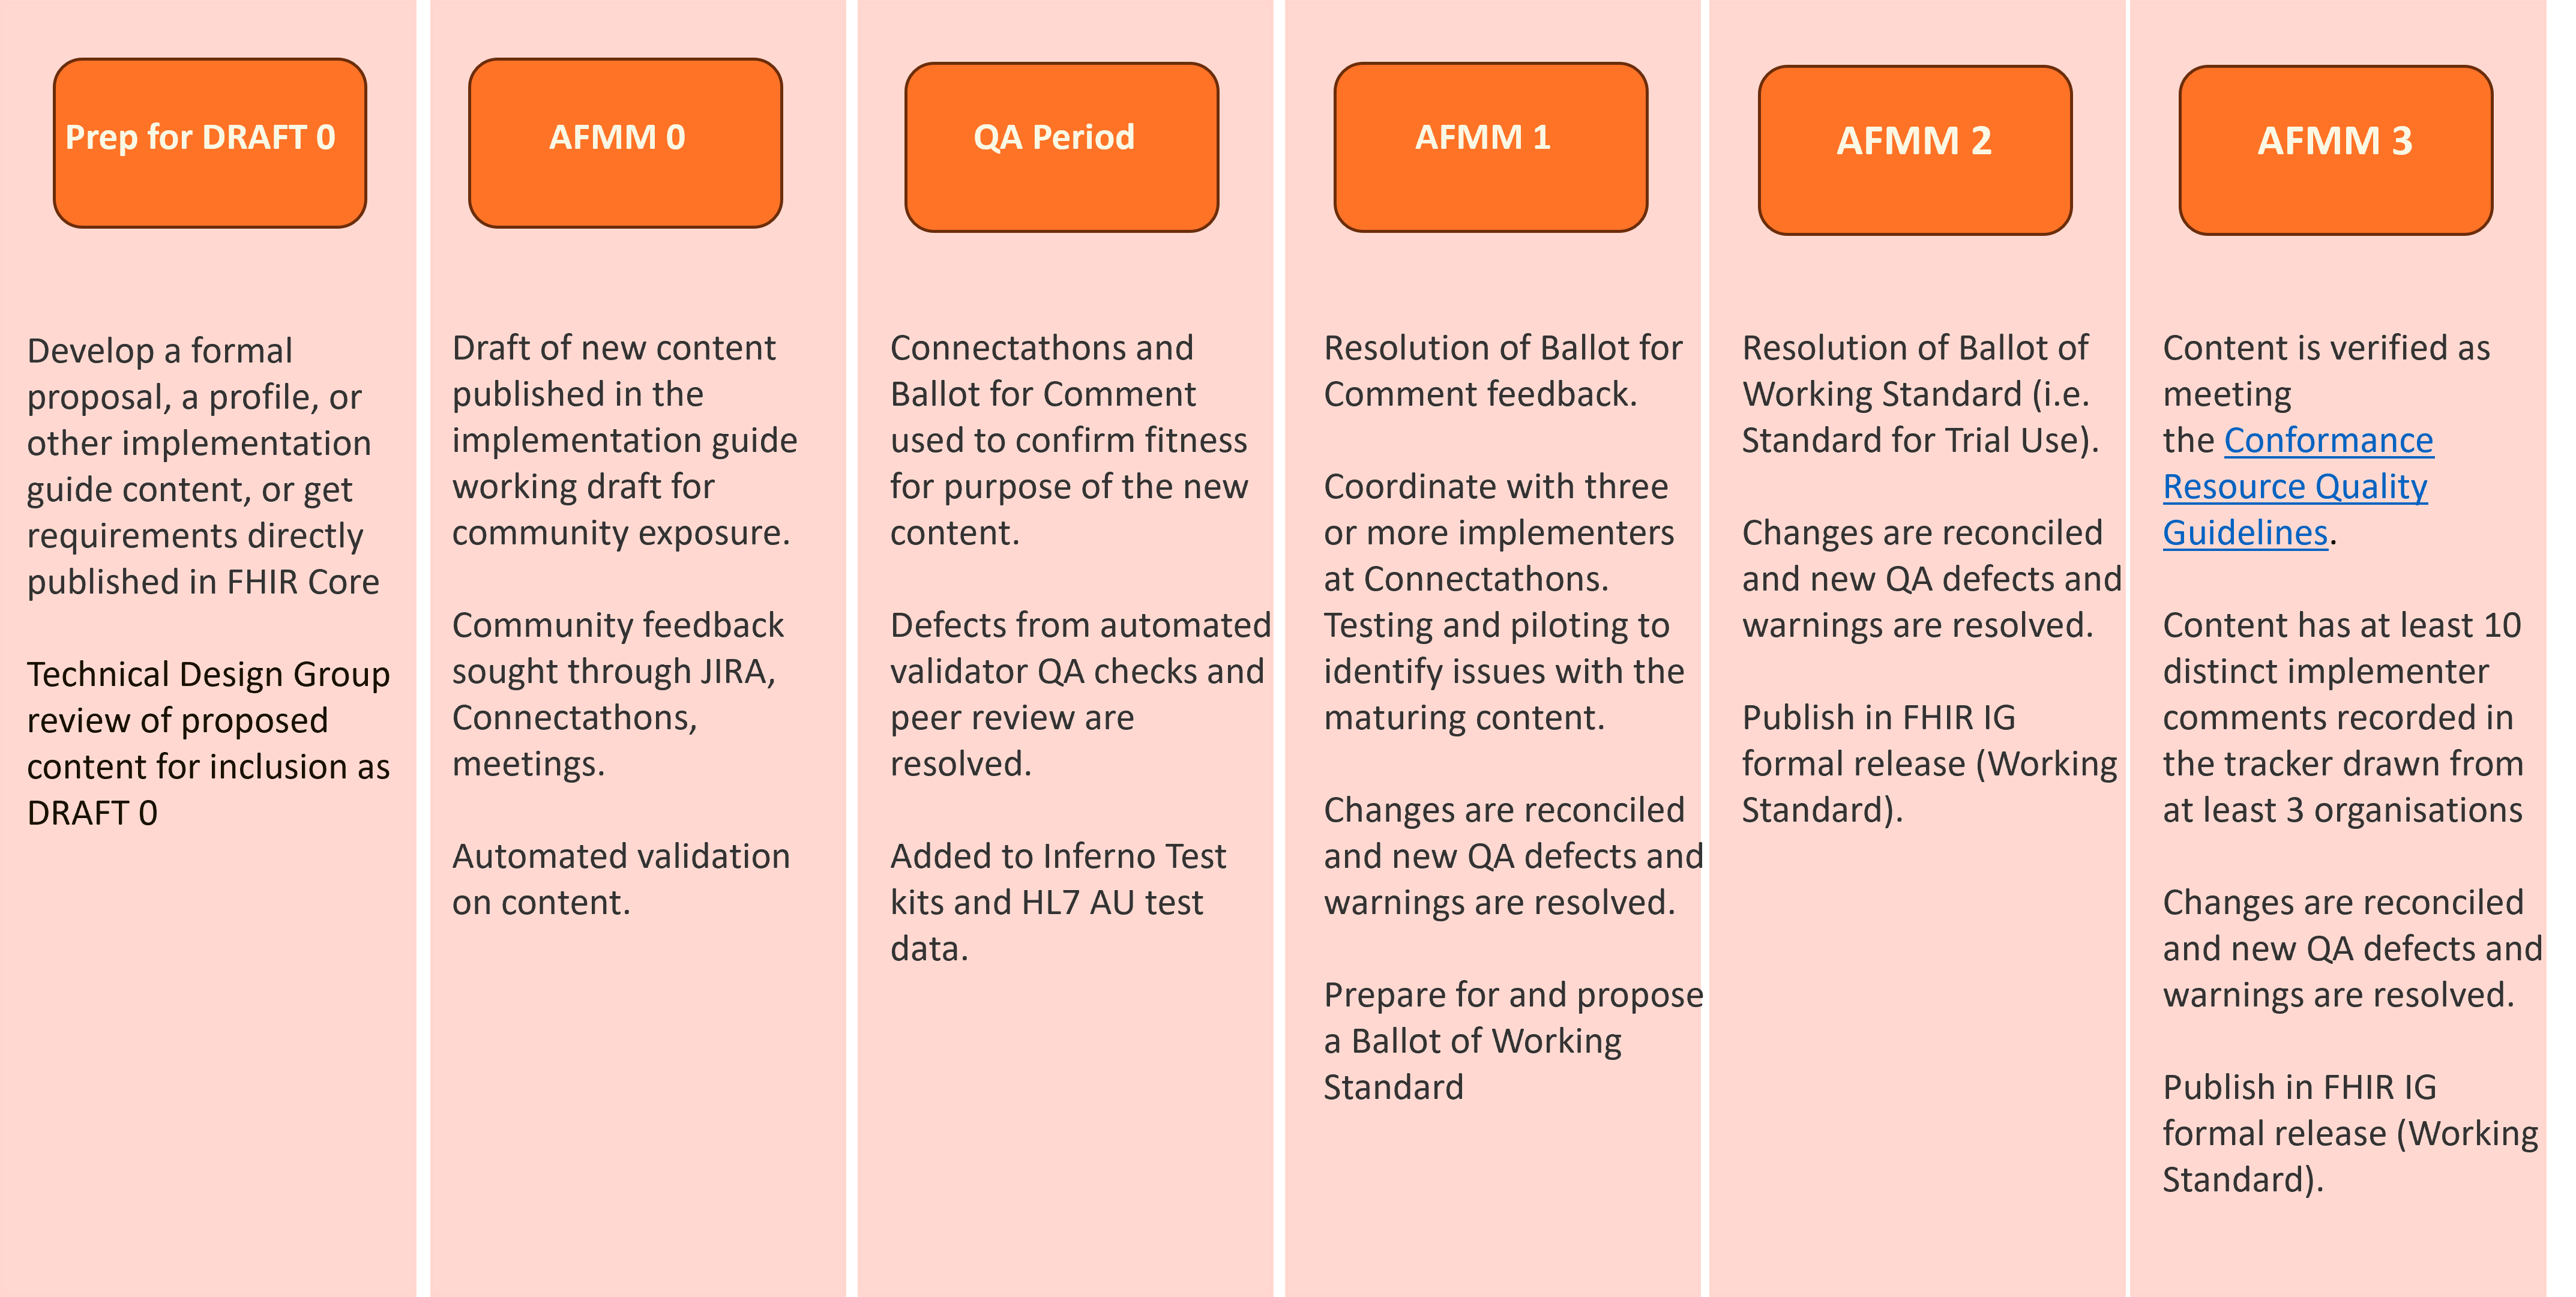 Prep for DRAFT 0
Develop a formal
proposal, a profile, or
other implementation
guide content, or get
requirements directly
published in FHIR Core
Technical Design Group
review of proposed
content for inclusion as
DRAFT 0
AFMM 0
Draft of new content
published in the
implementation guide
working draft for
community exposure.
Community feedback
sought through JIRA,
Connectathons,
meetings.
Automated validation
on content.
QA Period
Connectathons and
Ballot for Comment
used to confirm fitness
for purpose of the new
content.
Defects from automated
validator QA checks and
peer review are
resolved.
Added to Inferno Test
kits and HL7 AU test
data.
AFMM 1
Resolution of Ballot for
Comment feedback.
Coordinate with three
or more implementers
at Connectathons.
Testing and piloting to
identify issues with the
maturing content.
Changes are reconciled
and new QA defects and
warnings are resolved.
Prepare for and propose
a Ballot of Working
Standard
AFMM 2
Resolution of Ballot of
Working Standard (i.e.
Standard for Trial Use).
Changes are reconciled
and new QA defects and
warnings are resolved.
Publish in FHIR IG
formal release (Working
Standard).
AFMM 3
Content is verified as
meeting
the Conformance
Resource Quality
Guidelines.
Content has at least 10
distinct implementer
comments recorded in
the tracker drawn from
at least 3 organisations
Changes are reconciled
and new QA defects and
warnings are resolved.
Publish in FHIR IG
formal release (Working
Standard).